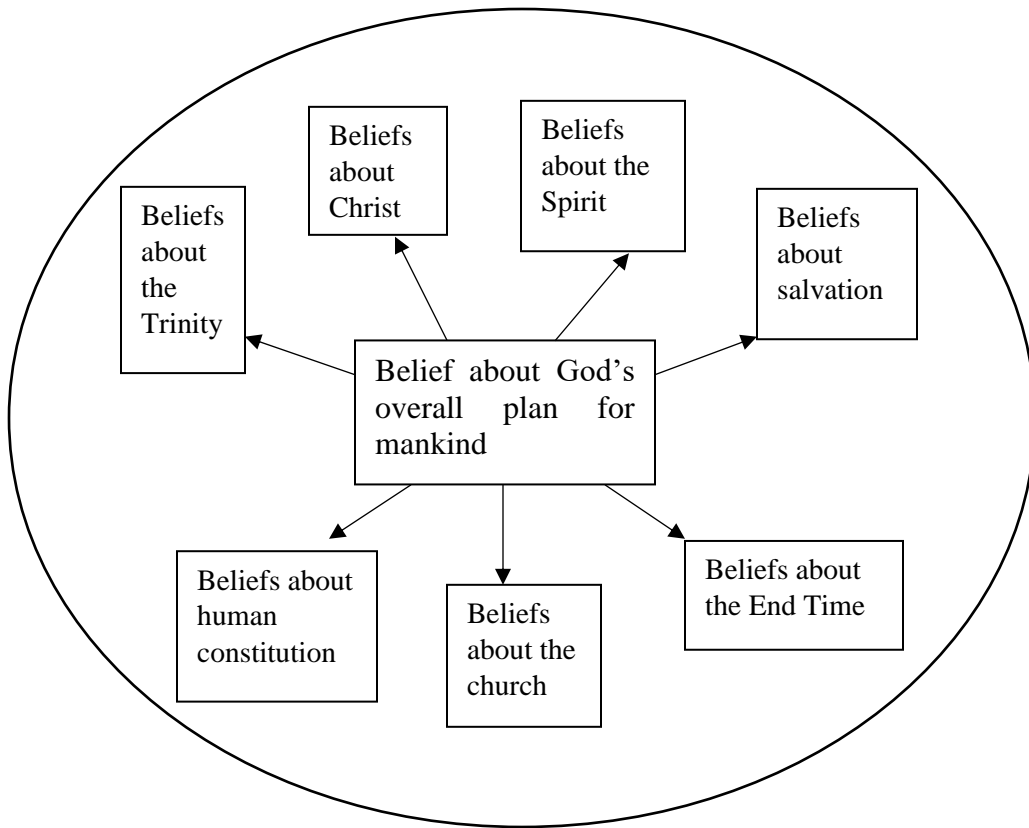 Beliefs
about
Christ
Beliefs
about the
Spirit
Beliefs
about
the
Trinity
Beliefs
about
salvation
Belief about God’s
overall plan for
mankind
Beliefs about
human
constitution
Beliefs
about the
church
Beliefs about
the End Time